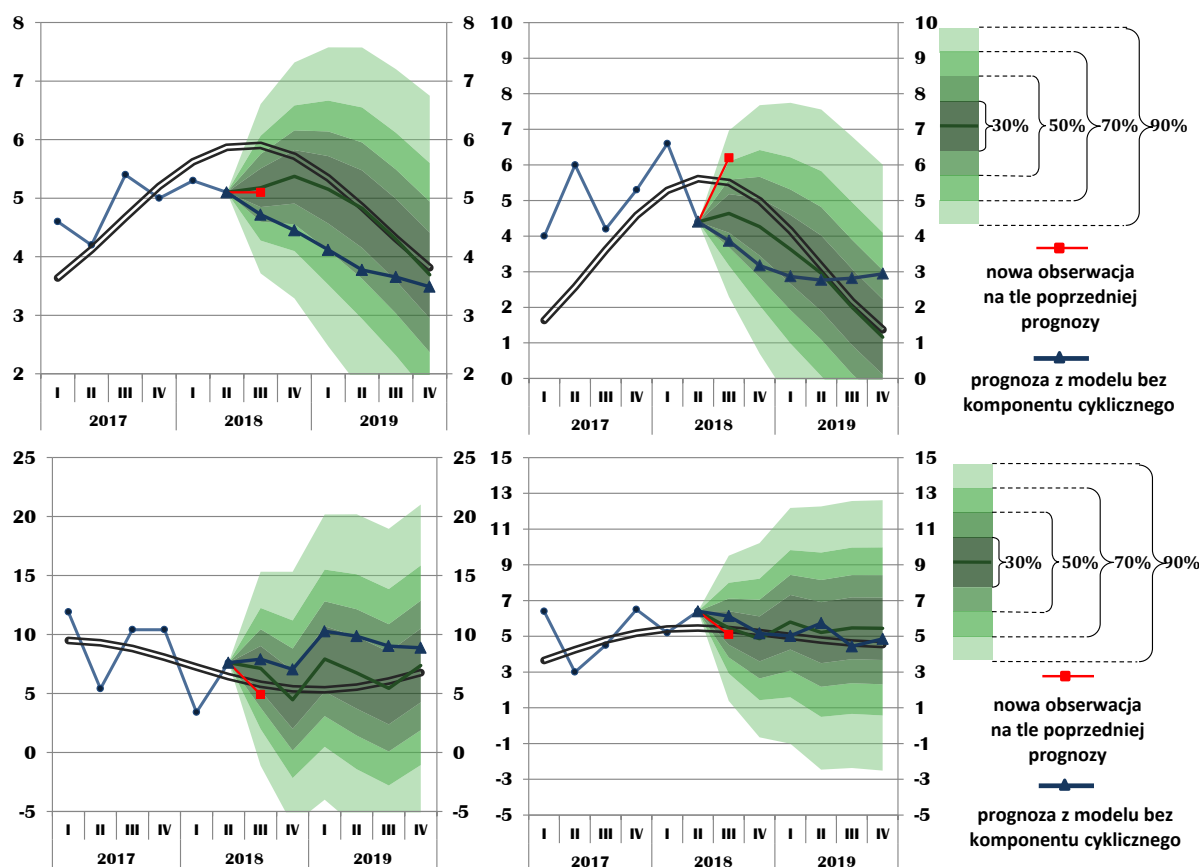 8 8
7 7
6 6
5 5
4 4
3 3
2 2
I II III IV I II III IV I II III IV
2017 2018 2019
10 10
9 9
8 8
7 7
6 6
5 5
4 4
3 3
2 2
1 1
0 0
I II III IV I II III IV I II III IV
2017 2018 2019
30% 50% 70% 90%
nowa obserwacja
na tle poprzedniej
prognozy
prognoza z modelu bez
komponentu cyklicznego
25 25
20 20
15 15
10 10
5 5
0 0
-5 -5
I II III IV I II III IV I II III IV
2017 2018 2019
15 15
13 13
11 11
9 9
7 7
5 5
3 3
1 1
-1 -1
-3 -3
-5 -5
I II III IV I II III IV I II III IV
2017 2018 2019
30% 50% 70% 90%
nowa obserwacja
na tle poprzedniej
prognozy
prognoza z modelu bez
komponentu cyklicznego